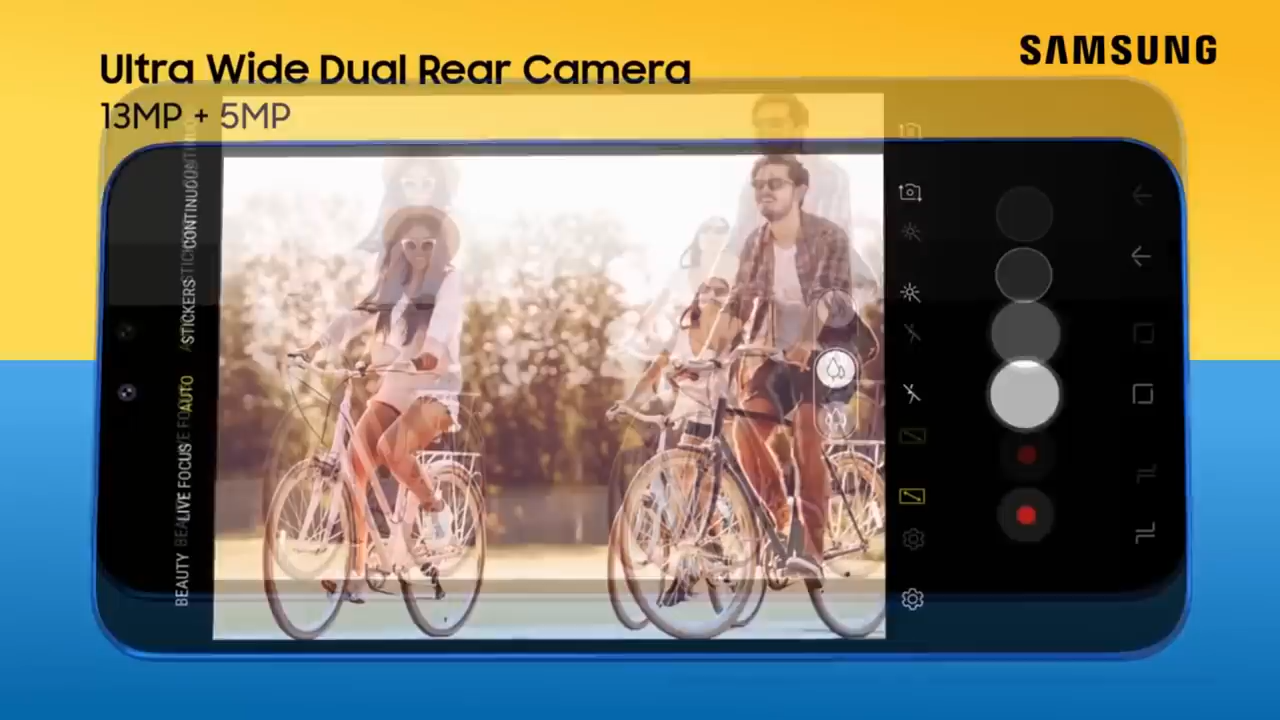 SAMSUNG
Ultra Wide Dual Rear Camera
13MP + 5MP
CONTINUOUS
STICKERS
AUTO
LIVE FOCUS
BEAUTY